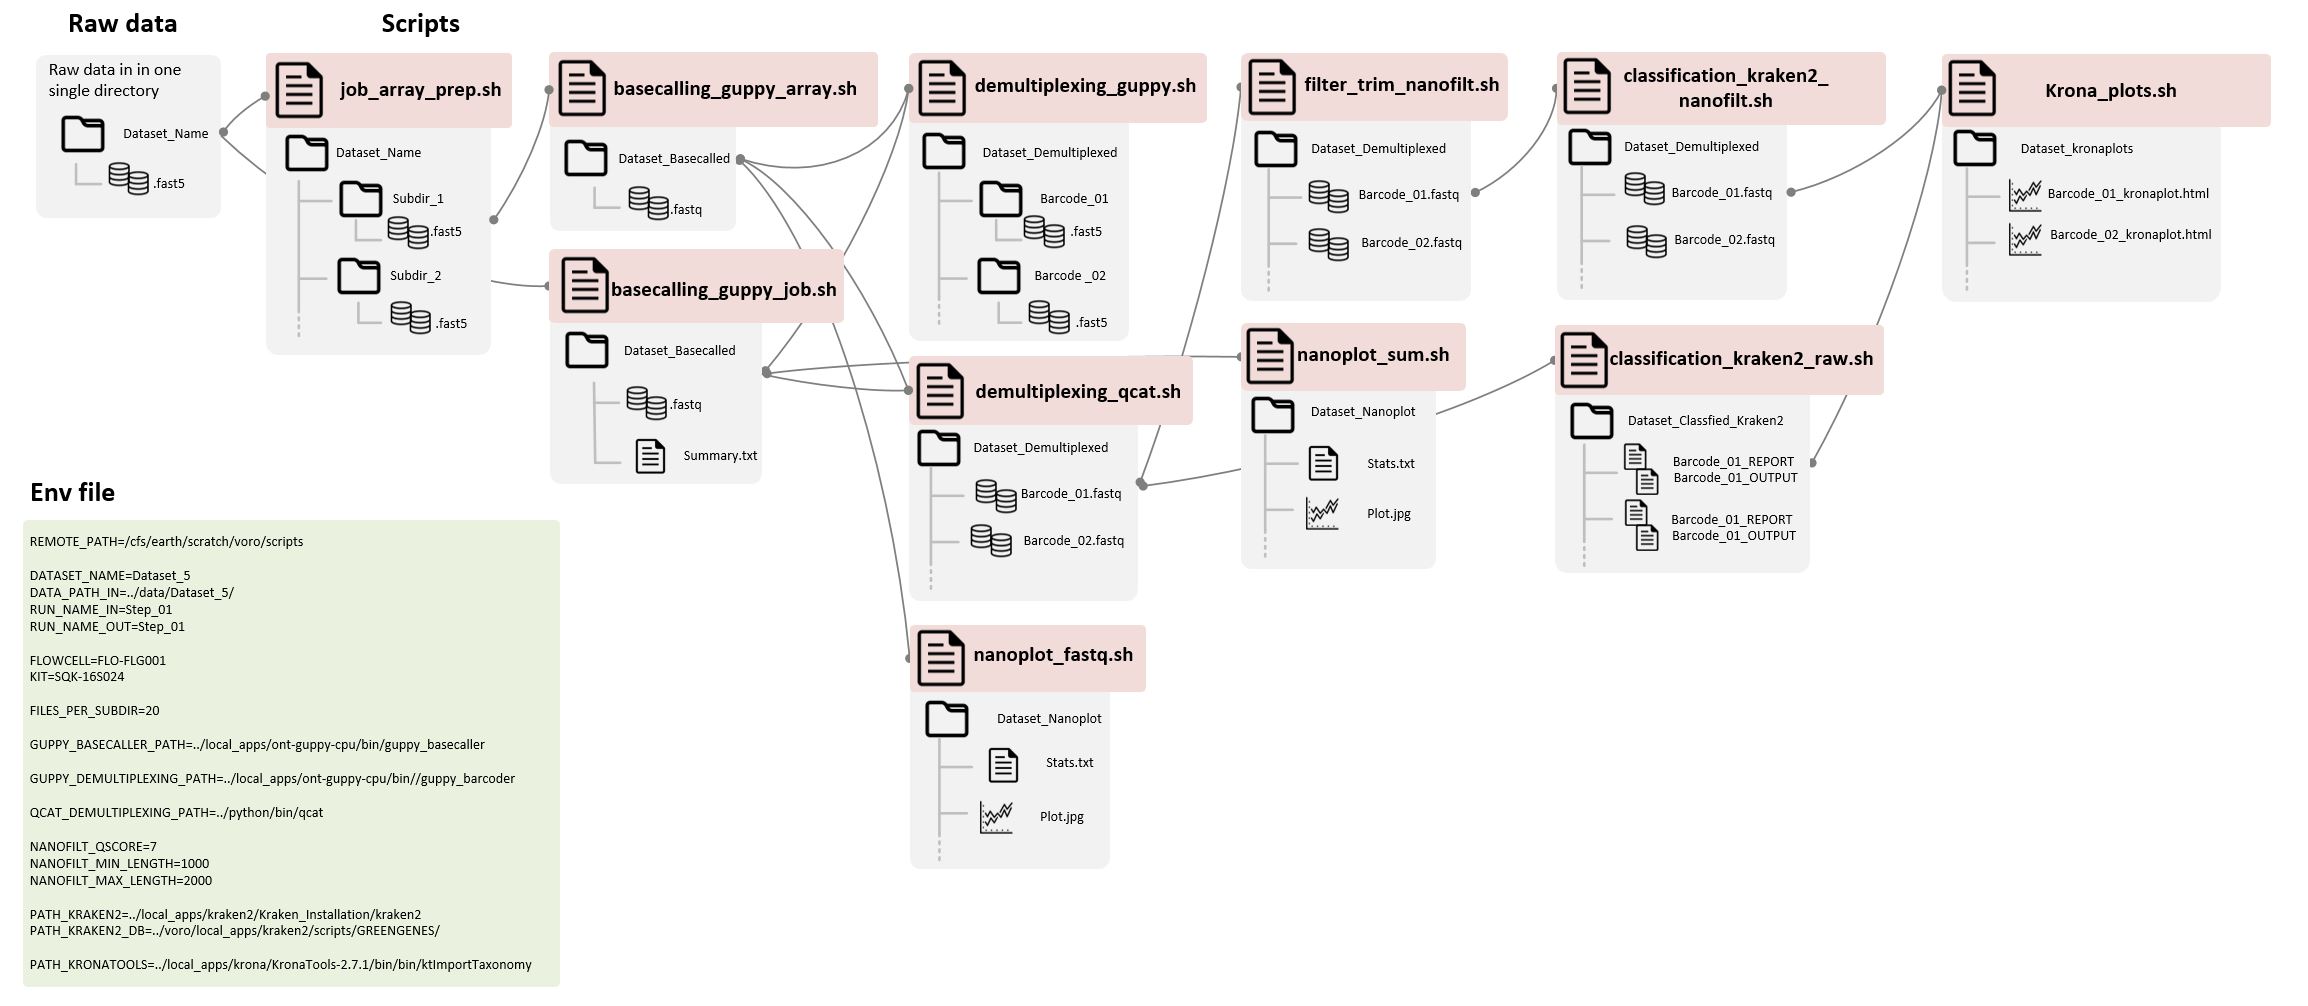 Raw data
Scripts
Raw data in in one
single directory
Dataset_Name
.fast5
job_array_prep.sh
Dataset_Name
Subdir_1
.fast5
Subdir_2
.fast5
basecalling_guppy_array.sh
Dataset_Basecalled
.fastq
basecalling_guppy_job.sh
Dataset_Basecalled
.fastq
Summary.txt
demultiplexing_guppy.sh
Dataset_Demultiplexed
Barcode_01
.fast5
Barcode _02
.fast5
demultiplexing_qcat.sh
Dataset_Demultiplexed
Barcode_01.fastq
Barcode_02.fastq
nanoplot_fastq.sh
Dataset_Nanoplot
Stats.txt
Plot.jpg
filter_trim_nanofilt.sh
Dataset_Demultiplexed
Barcode_01.fastq
Barcode_02.fastq
nanoplot_sum.sh
Dataset_Nanoplot
Stats.txt
Plot.jpg
classification_kraken2_
nanofilt.sh
Dataset_Demultiplexed
Barcode_01.fastq
Barcode_02.fastq
classification_kraken2_raw.sh
Dataset_Classfied_Kraken2
Barcode_01_REPORT
Barcode_01_OUTPUT
Barcode_01_REPORT
Barcode_01_OUTPUT
Krona_plots.sh
Dataset_kronaplots
Barcode_01_kronaplot.html
Barcode_02_kronaplot.html
Env file
REMOTE_PATH=/cfs/earth/scratch/voro/scripts
DATASET_NAME=Dataset_5
DATA_PATH_IN=../data/Dataset_5/
RUN_NAME_IN=Step_01
RUN_NAME_OUT=Step_01
FLOWCELL=FLO-FLG001
KIT=SQK-16S024
FILES_PER_SUBDIR=20
GUPPY_BASECALLER_PATH=../local_apps/ont-guppy-cpu/bin/guppy_basecaller
GUPPY_DEMULTIPLEXING_PATH=../local_apps/ont-guppy-cpu/bin//guppy_barcoder
QCAT_DEMULTIPLEXING_PATH=../python/bin/qcat
NANOFILT_QSCORE=7
NANOFILT_MIN_LENGTH=1000
NANOFILT_MAX_LENGTH=2000
PATH_KRAKEN2=../local_apps/kraken2/Kraken_Installation/kraken2
PATH_KRAKEN2_DB=../voro/local_apps/kraken2/scripts/GREENGENES/
PATH_KRONATOOLS=../local_apps/krona/KronaTools-2.7.1/bin/bin/ktImportTaxonomy